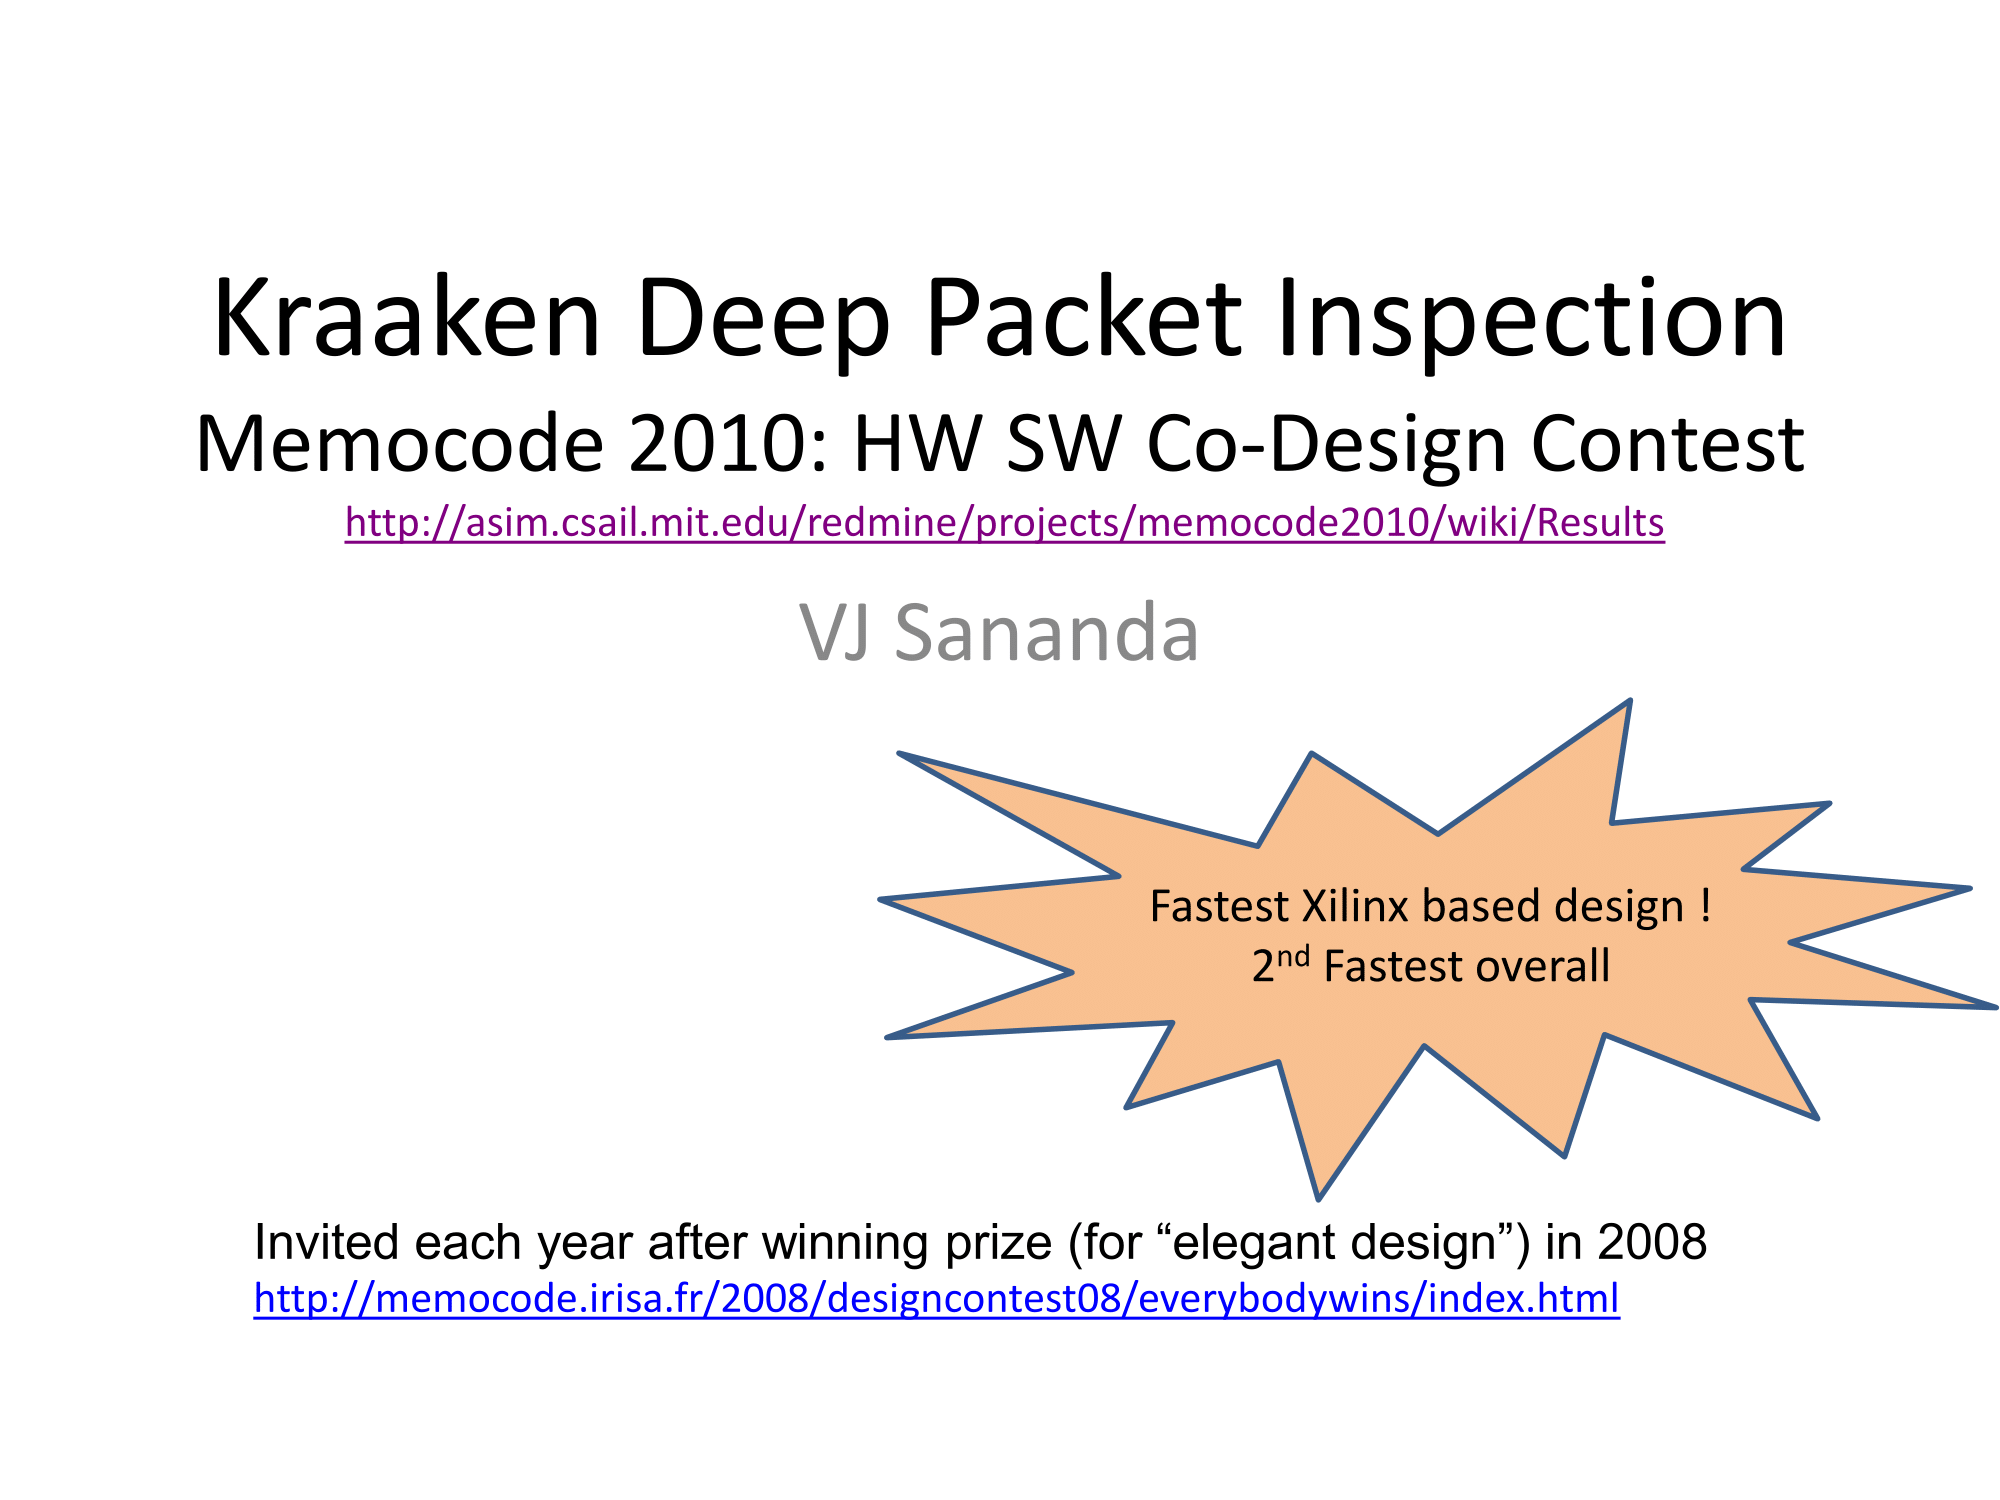 Kraaken Deep Packet Inspection
Memocode 2010: HW SW Co-Design Contest
http://asim.csail.mit.edu/redmine/projects/memocode2010/wiki/Results
VJ Sananda
Fastest Xilinx based design !
2nd Fastest overall
Invited each year after winning prize (for “elegant design”) in 2008
http://memocode.irisa.fr/2008/designcontest08/everybodywins/index.html